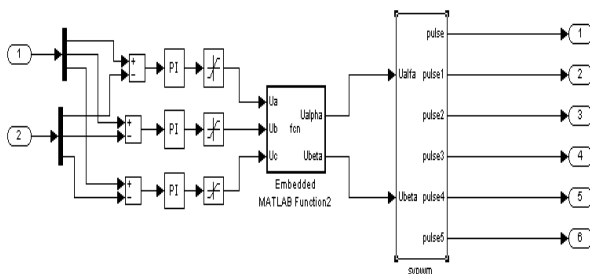 pulse
1
1
+
−
PI
Ualfa
pulse1
2
Ua
Ualpha
pulse2
3
2
+
−
PI
Ub
fcn
pulse3
4
Uc
Ubeta
+
−
PI
Embedded
MATLAB Function2
Ubeta
pulse4
5
pulse5
6
svpwm